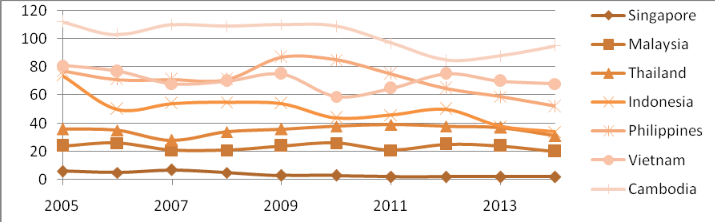 120
100
80
60
40
20
0
2005
2007
2009
2011
2013
Singapore
Malaysia
Thailand
Indonesia
Philippines
Vietnam
Cambodia